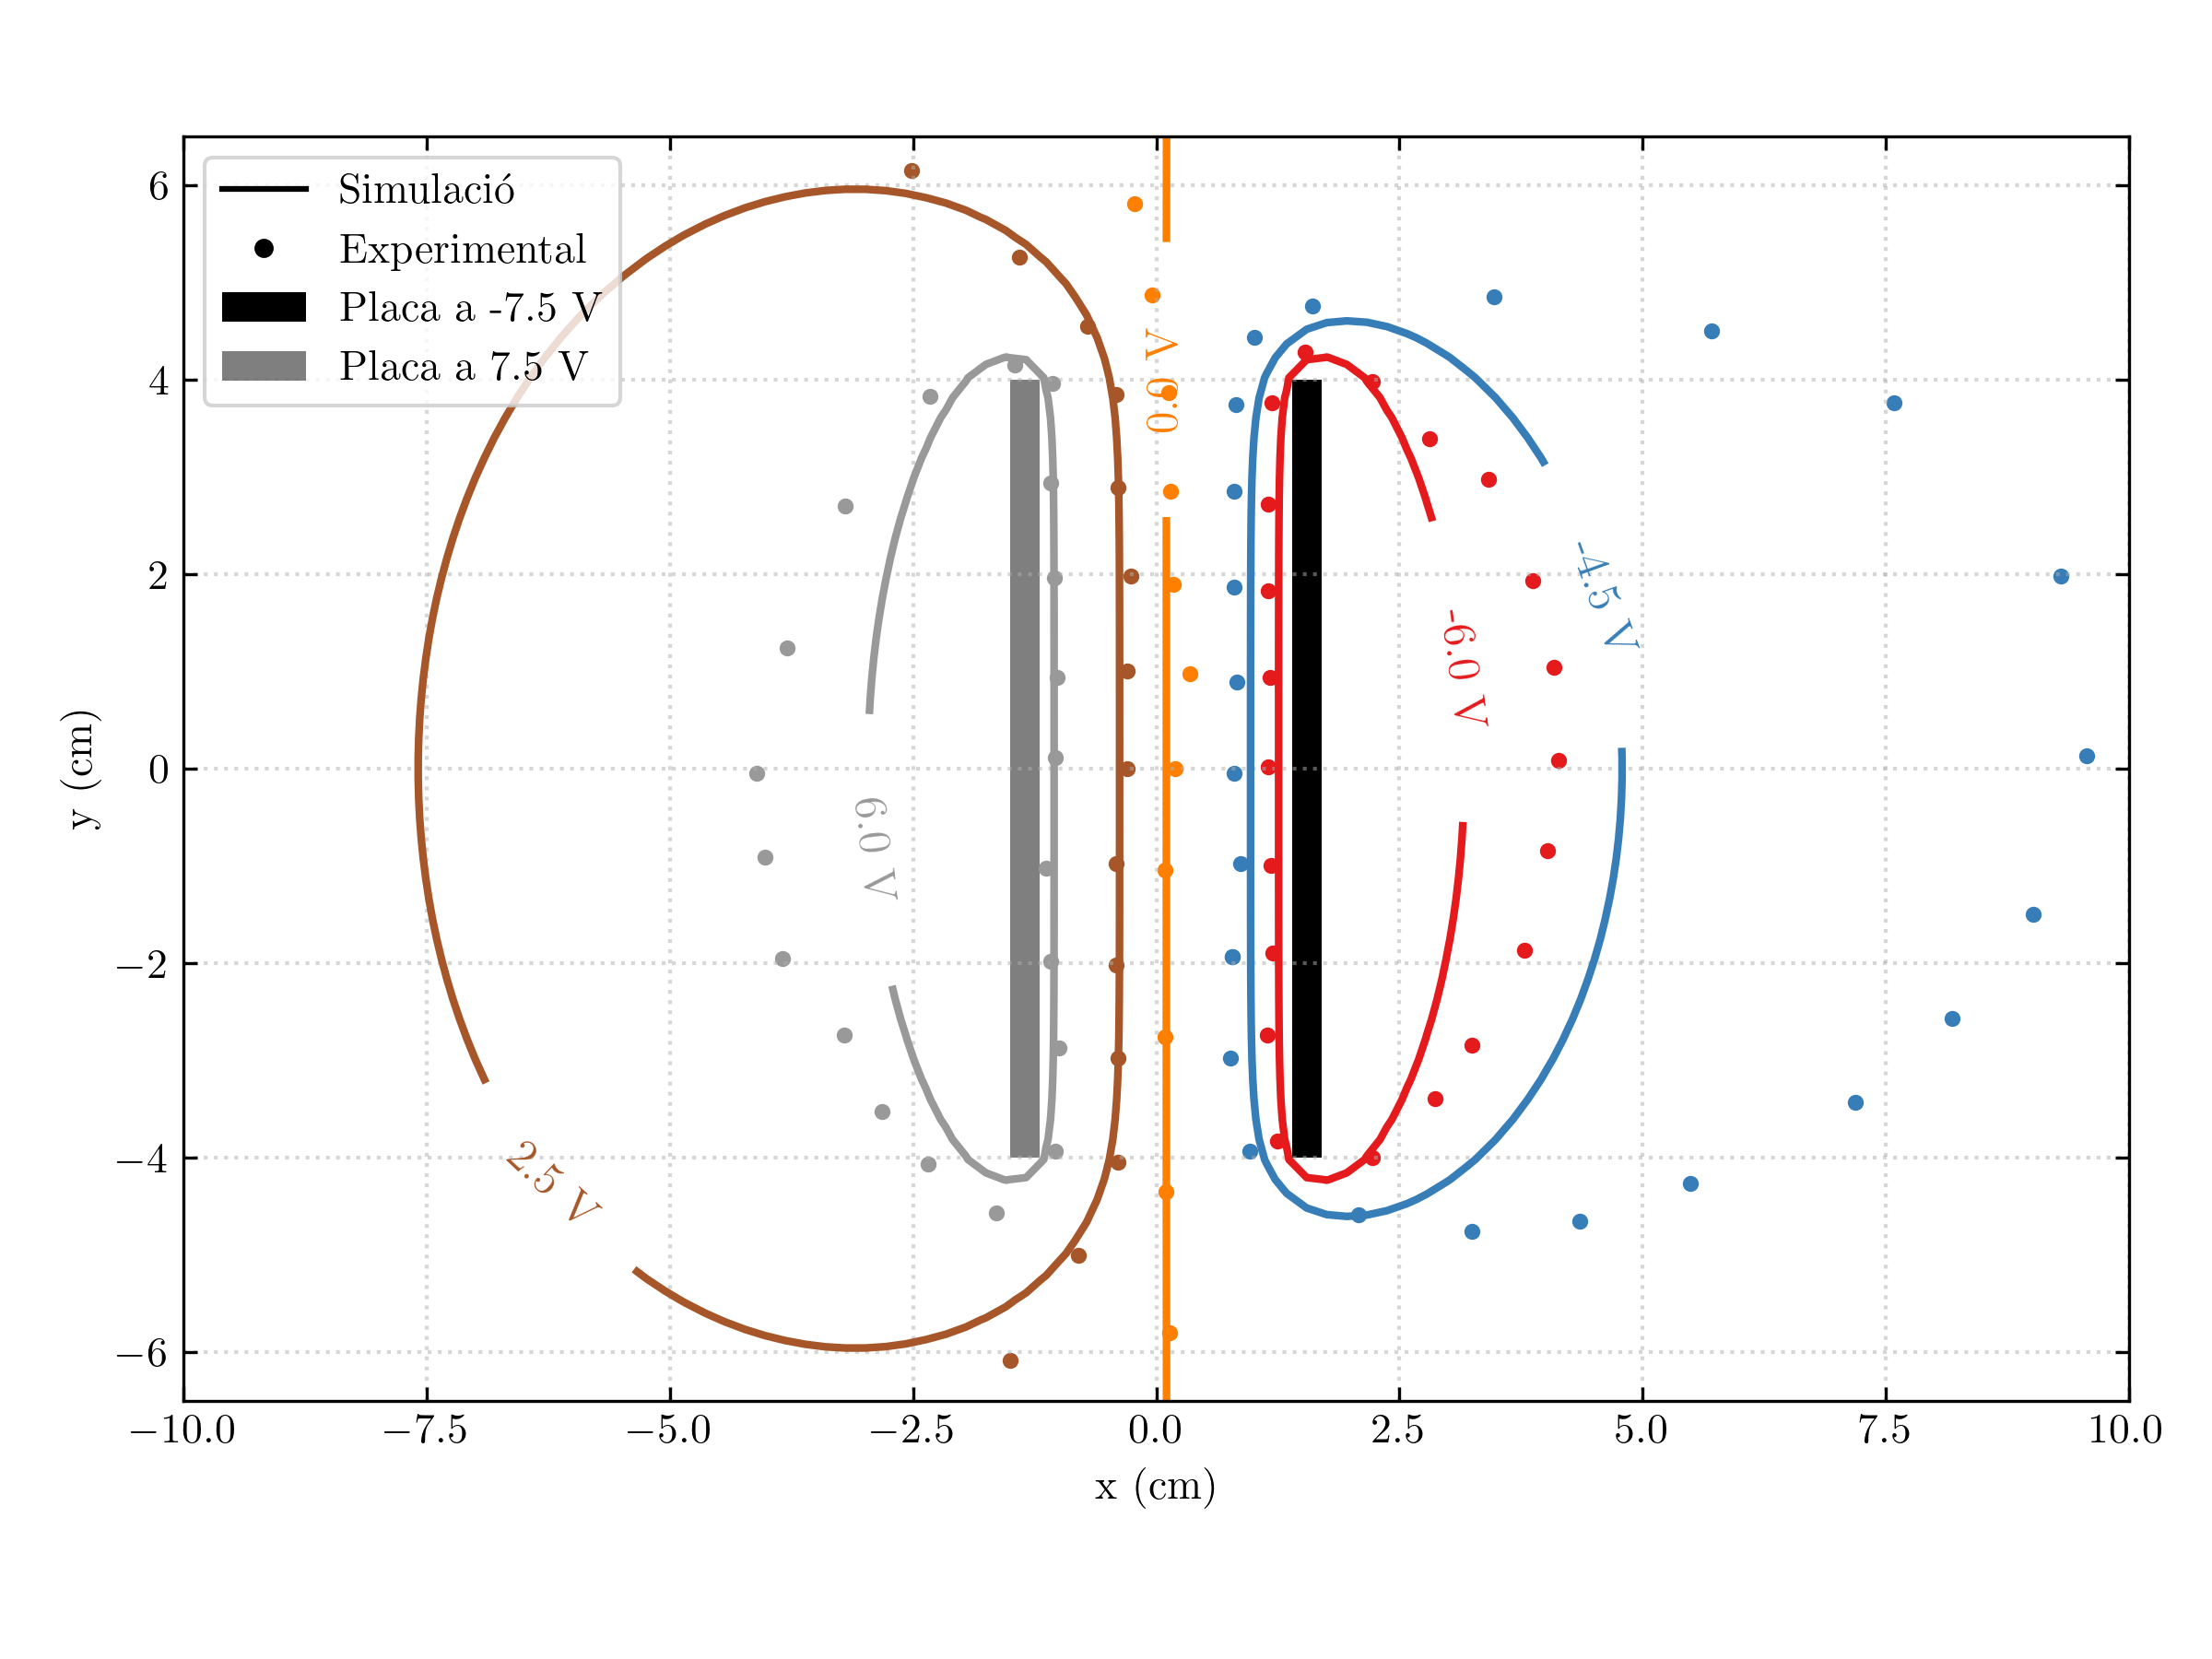 Simulació
Experimental
Placa a -7.5 V
Placa a 7.5 V
6
4
2
0
−2
−4
−6
y (cm)
0.0 V
-4.5 V
-6.0 V
6.0 V
2.5 V
−10.0 −7.5 −5.0 −2.5 0.0 2.5 5.0 7.5 10.0
x (cm)